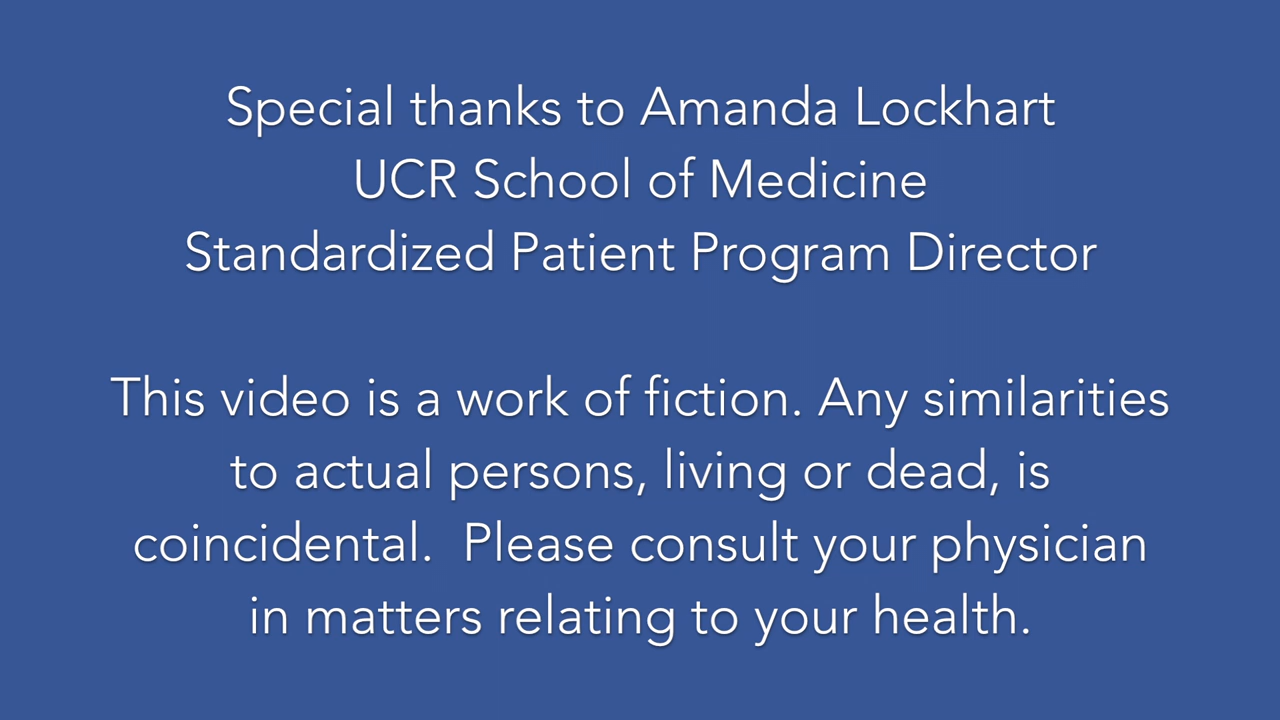 Special thanks to Amanda Lockhart
UCR School of Medicine
Standardized Patient Program Director
This video is a work of fiction. Any similarities
to actual persons, living or dead, is
coincidental.  Please consult your physician
in matters relating to your health.